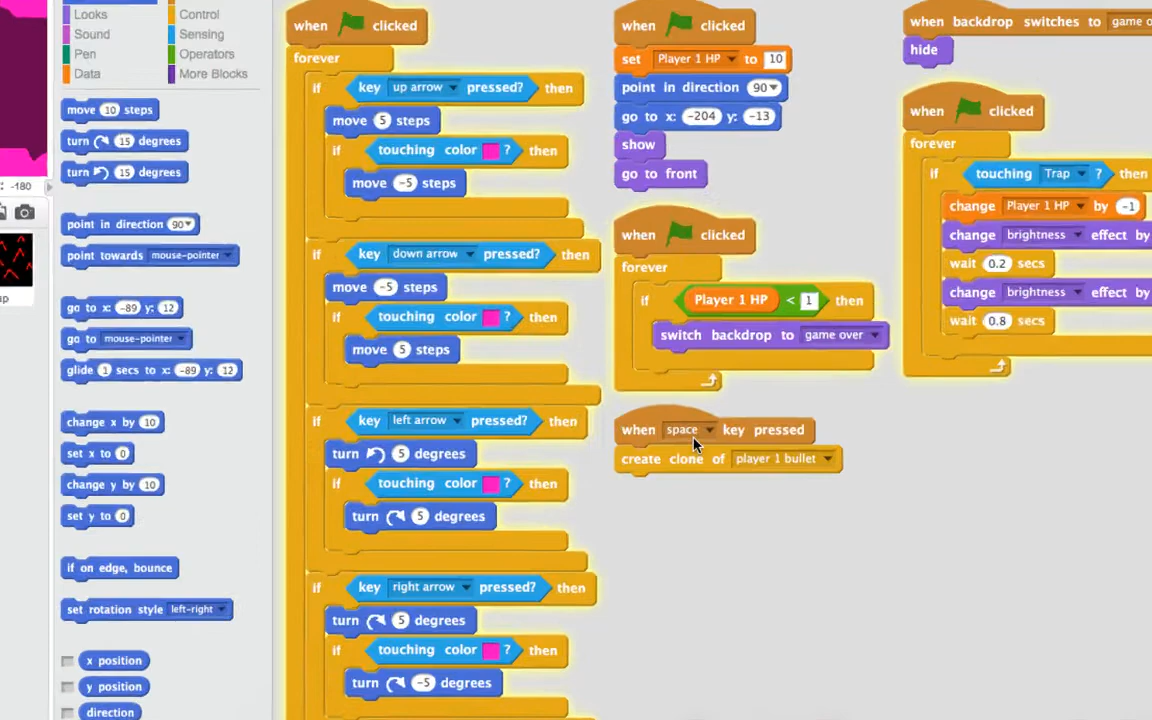 Looks
Control
Sound
Sensing
Pen
Operators
Data
More Blocks
: -180
up
move 10 steps
turn 15 degrees
turn 15 degrees
point in direction 90
point towards mouse-pointer
go to x: -89 y: 12
go to mouse-pointer
glide 1 secs to x: -89 y: 12
change x by 10
set x to 0
change y by 10
set y to 0
if on edge, bounce
set rotation style left-right
x position
y position
direction
when clicked
forever
if key up arrow pressed? then
move 5 steps
if touching color ? then
move -5 steps
if key down arrow pressed? then
move -5 steps
if touching color ? then
move 5 steps
if key left arrow pressed? then
turn 5 degrees
if touching color ? then
turn 5 degrees
if key right arrow pressed? then
turn 5 degrees
if touching color ? then
turn -5 degrees
when clicked
set Player 1 HP to 10
point in direction 90
go to x: -204 y: -13
show
go to front
when clicked
forever
if Player 1 HP < 1 then
switch backdrop to game over
when space key pressed
create clone of player 1 bullet
when backdrop switches to game o
hide
when clicked
forever
if touching Trap ? then
change Player 1 HP by -1
change brightness effect by
wait 0.2 secs
change brightness effect by
wait 0.8 secs